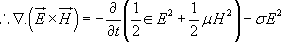 ∴∇.(E⃗×H⃗) = −∂/∂t(1/2 ∈ E² + 1/2 μH²) − σE²